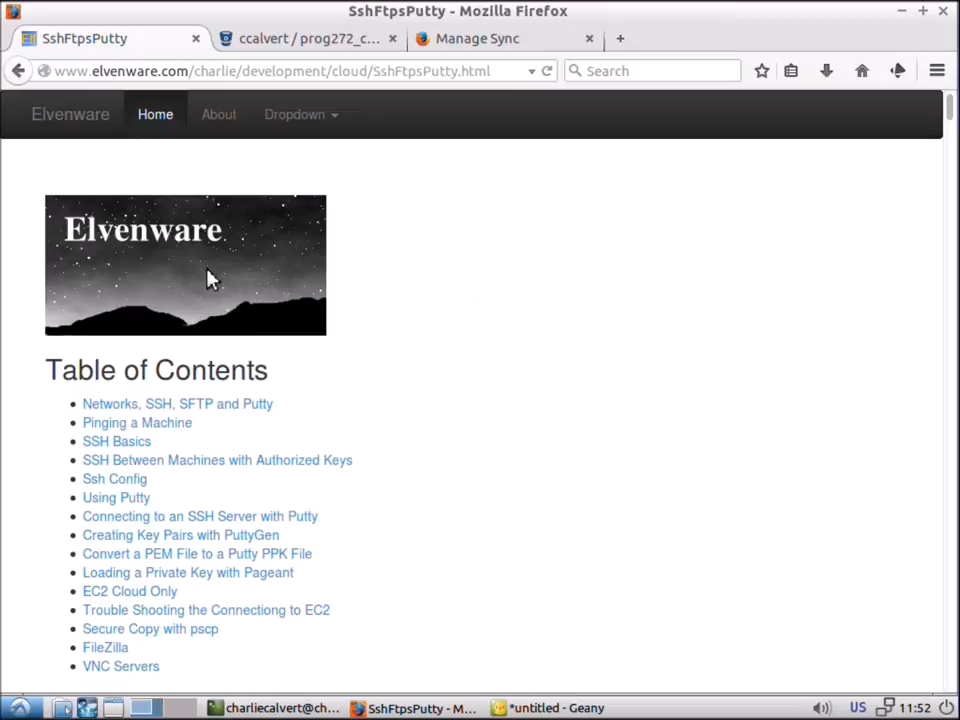 SshFtpsPutty - Mozilla Firefox
SshFtpsPutty
ccalvert / prog272_c...
Manage Sync
www.elvenware.com/charlie/development/cloud/SshFtpsPutty.html
Search
Elvenware Home About Dropdown
Elvenware
Table of Contents
Networks, SSH, SFTP and Putty
Pinging a Machine
SSH Basics
SSH Between Machines with Authorized Keys
Ssh Config
Using Putty
Connecting to an SSH Server with Putty
Creating Key Pairs with PuttyGen
Convert a PEM File to a Putty PPK File
Loading a Private Key with Pageant
EC2 Cloud Only
Trouble Shooting the Connectiong to EC2
Secure Copy with pscp
FileZilla
VNC Servers
charliecalvert@ch... SshFtpsPutty - M... *untitled - Geany US 11:52